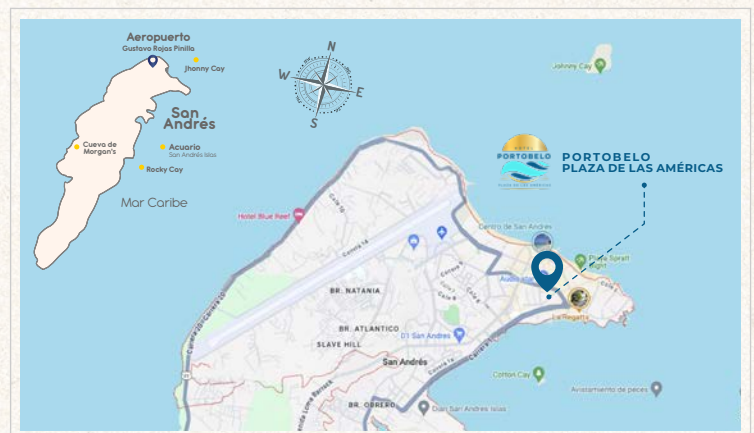 Aeropuerto
Gustavo Rojas Pinilla
Jhonny Cay
San
Andrés
Cueva de
Morgan's
Acuario
San Andrés Islas
Rocky Cay
Mar Caribe
N
W
E
S
Johnny Cay
HOTEL
PORTOBELO
PLAZA DE LAS AMÉRICAS
PORTOBELO
PLAZA DE LAS AMÉRICAS
Hotel Blue Reef
Centro de San Andres
Playa Spratt
Bight
BR. NATANIA
BR. ATLANTICO
SLAVE HILL
La Regatta
D1 San Andres
San Andrés
Cotton Cay
Avistamiento de peces
BR. OBRERO
Dian San Andres Islas